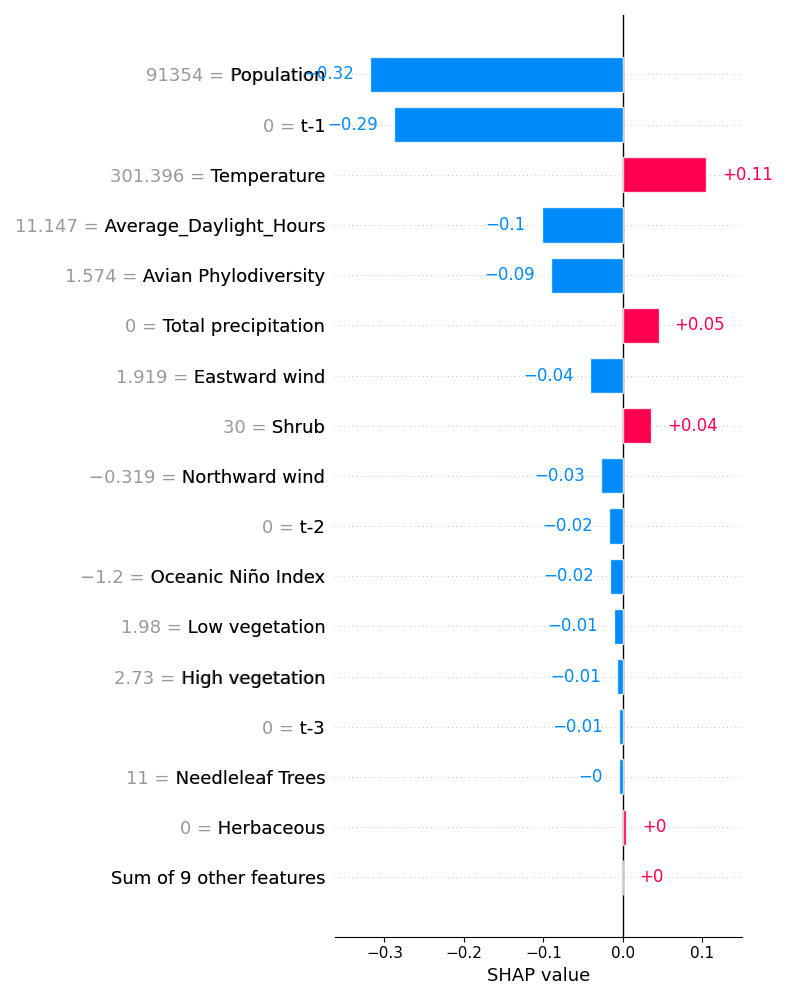 91354 = Population −0.32
0 = t-1 −0.29
301.396 = Temperature +0.11
11.147 = Average_Daylight_Hours −0.1
1.574 = Avian Phylodiversity −0.09
0 = Total precipitation +0.05
1.919 = Eastward wind −0.04
30 = Shrub +0.04
−0.319 = Northward wind −0.03
0 = t-2 −0.02
−1.2 = Oceanic Niño Index −0.02
1.98 = Low vegetation −0.01
2.73 = High vegetation −0.01
0 = t-3 −0.01
11 = Needleleaf Trees −0
0 = Herbaceous +0
Sum of 9 other features +0
−0.3 −0.2 −0.1 0.0 0.1
SHAP value